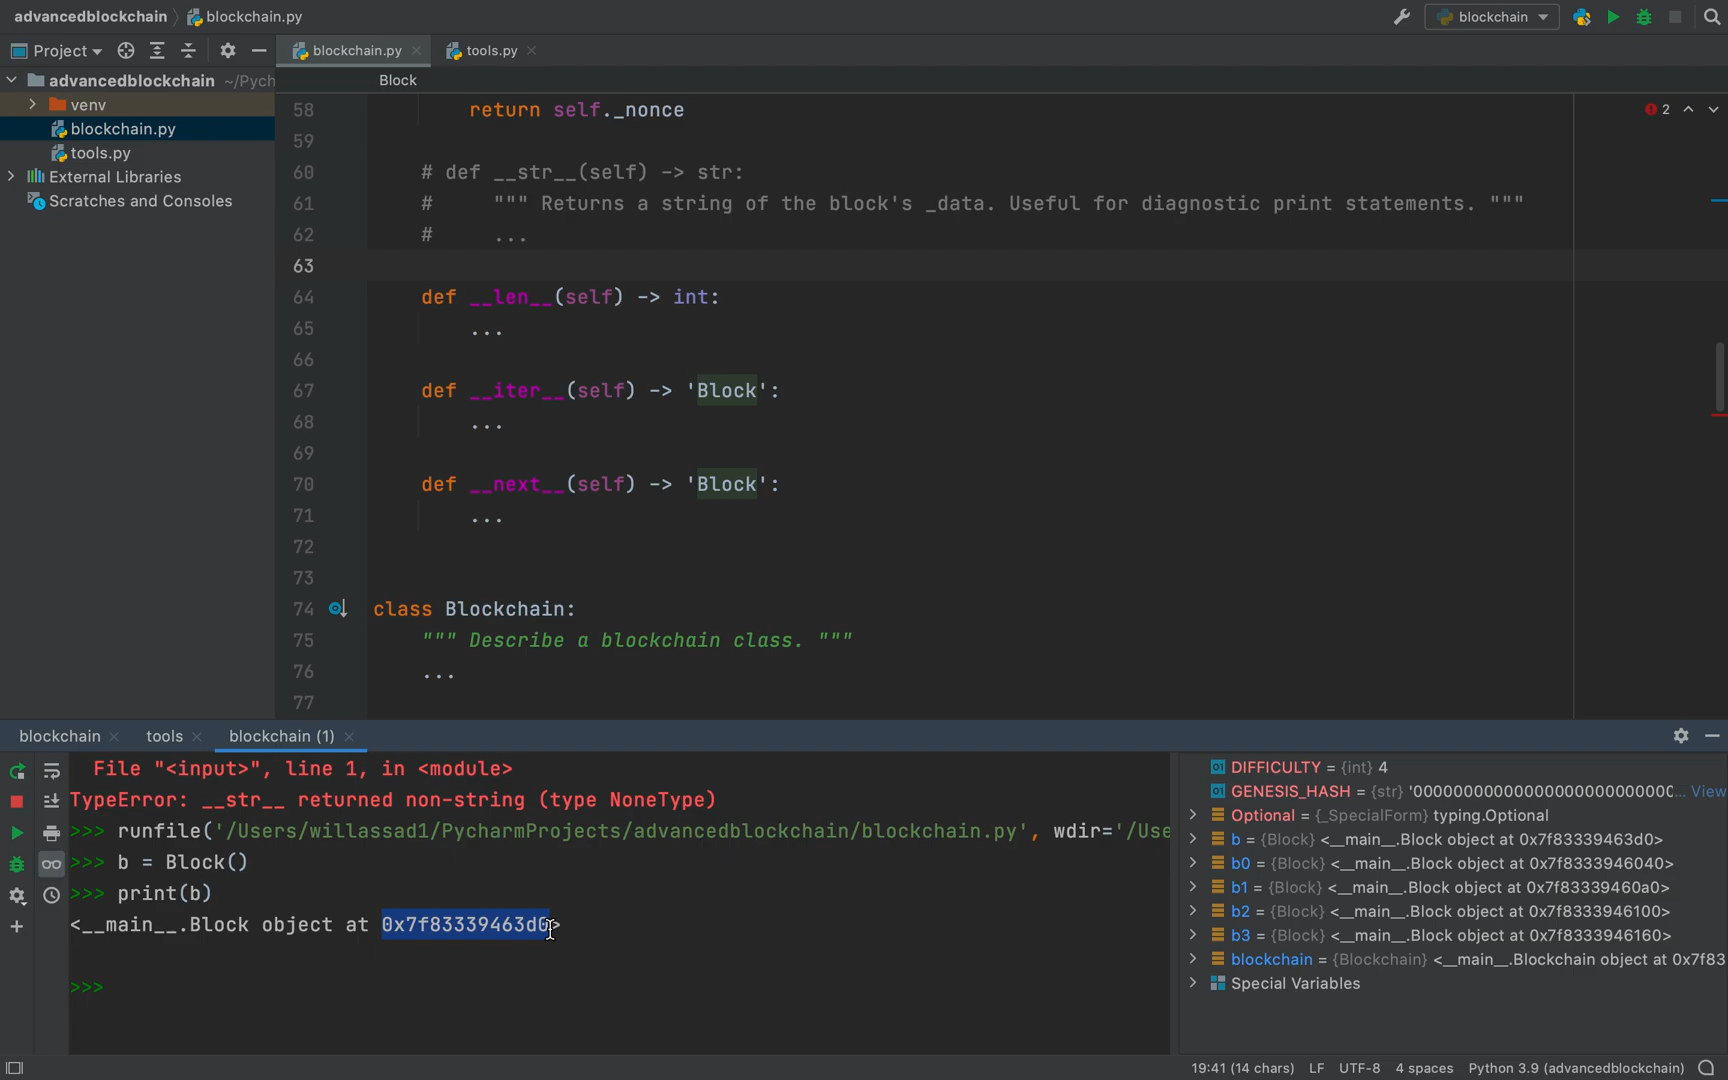 advancedblockchain blockchain.py
blockchain
Project
blockchain.py
tools.py
advancedblockchain ~/Pych
venv
blockchain.py
tools.py
External Libraries
Scratches and Consoles
Block
2
58 return self._nonce
59
60 # def __str__(self) -> str:
61 # """ Returns a string of the block's _data. Useful for diagnostic print statements. """
62 # ...
63
64 def __len__(self) -> int:
65 ...
66
67 def __iter__(self) -> 'Block':
68 ...
69
70 def __next__(self) -> 'Block':
71 ...
72
73
74 class Blockchain:
75 """ Describe a blockchain class. """
76 ...
77
blockchain tools blockchain (1)
File "<input>", line 1, in <module>
TypeError: __str__ returned non-string (type NoneType)
>>> runfile('/Users/willassad1/PycharmProjects/advancedblockchain/blockchain.py', wdir='/Use
>>> b = Block()
>>> print(b)
<__main__.Block object at 0x7f83339463d0>
>>>
DIFFICULTY = {int} 4
GENESIS_HASH = {str} '0000000000000000000000000... View
Optional = {_SpecialForm} typing.Optional
b = {Block} <__main__.Block object at 0x7f83339463d0>
b0 = {Block} <__main__.Block object at 0x7f8333946040>
b1 = {Block} <__main__.Block object at 0x7f83339460a0>
b2 = {Block} <__main__.Block object at 0x7f8333946100>
b3 = {Block} <__main__.Block object at 0x7f8333946160>
blockchain = {Blockchain} <__main__.Blockchain object at 0x7f83
Special Variables
19:41 (14 chars) LF UTF-8 4 spaces Python 3.9 (advancedblockchain)